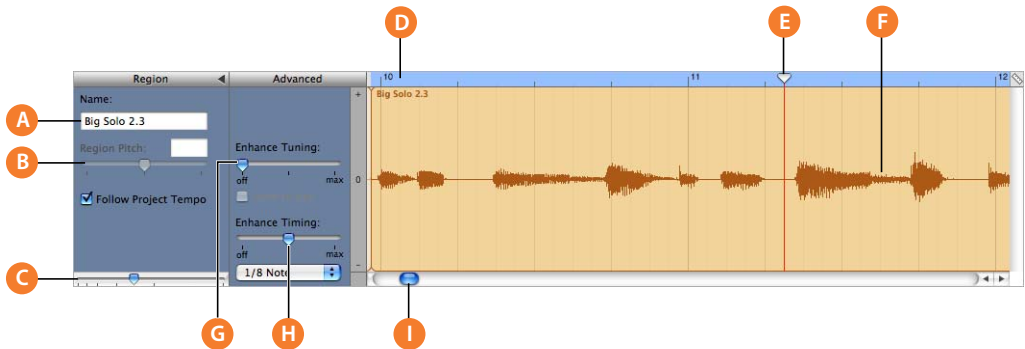 D E F
Region Advanced 10 11 12
Name: + Big Solo 2.3
A Big Solo 2.3
B Region Pitch: Enhance Tuning:
G off max 0
Follow Project Tempo
Enhance Timing:
off max
C 1/8 Note -
G H I